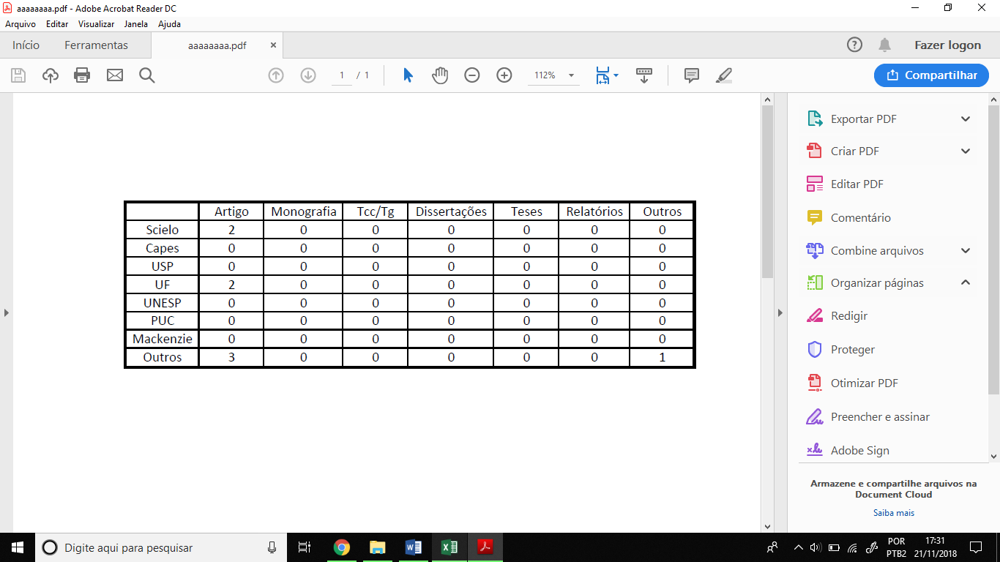 aaaaaaaa.pdf - Adobe Acrobat Reader DC
Arquivo Editar Visualizar Janela Ajuda
Início Ferramentas aaaaaaaa.pdf × Fazer logon
1 / 1 112% Compartilhar
Artigo Monografia Tcc/Tg Dissertações Teses Relatórios Outros
Scielo 2 0 0 0 0 0 0
Capes 0 0 0 0 0 0 0
USP 0 0 0 0 0 0 0
UF 2 0 0 0 0 0 0
UNESP 0 0 0 0 0 0 0
PUC 0 0 0 0 0 0 0
Mackenzie 0 0 0 0 0 0 0
Outros 3 0 0 0 0 0 1
Exportar PDF
Criar PDF
Editar PDF
Comentário
Combine arquivos
Organizar páginas
Redigir
Proteger
Otimizar PDF
Preencher e assinar
Adobe Sign
Armazene e compartilhe arquivos na
Document Cloud
Saiba mais
Digite aqui para pesquisar
POR
PTB2
17:31
21/11/2018